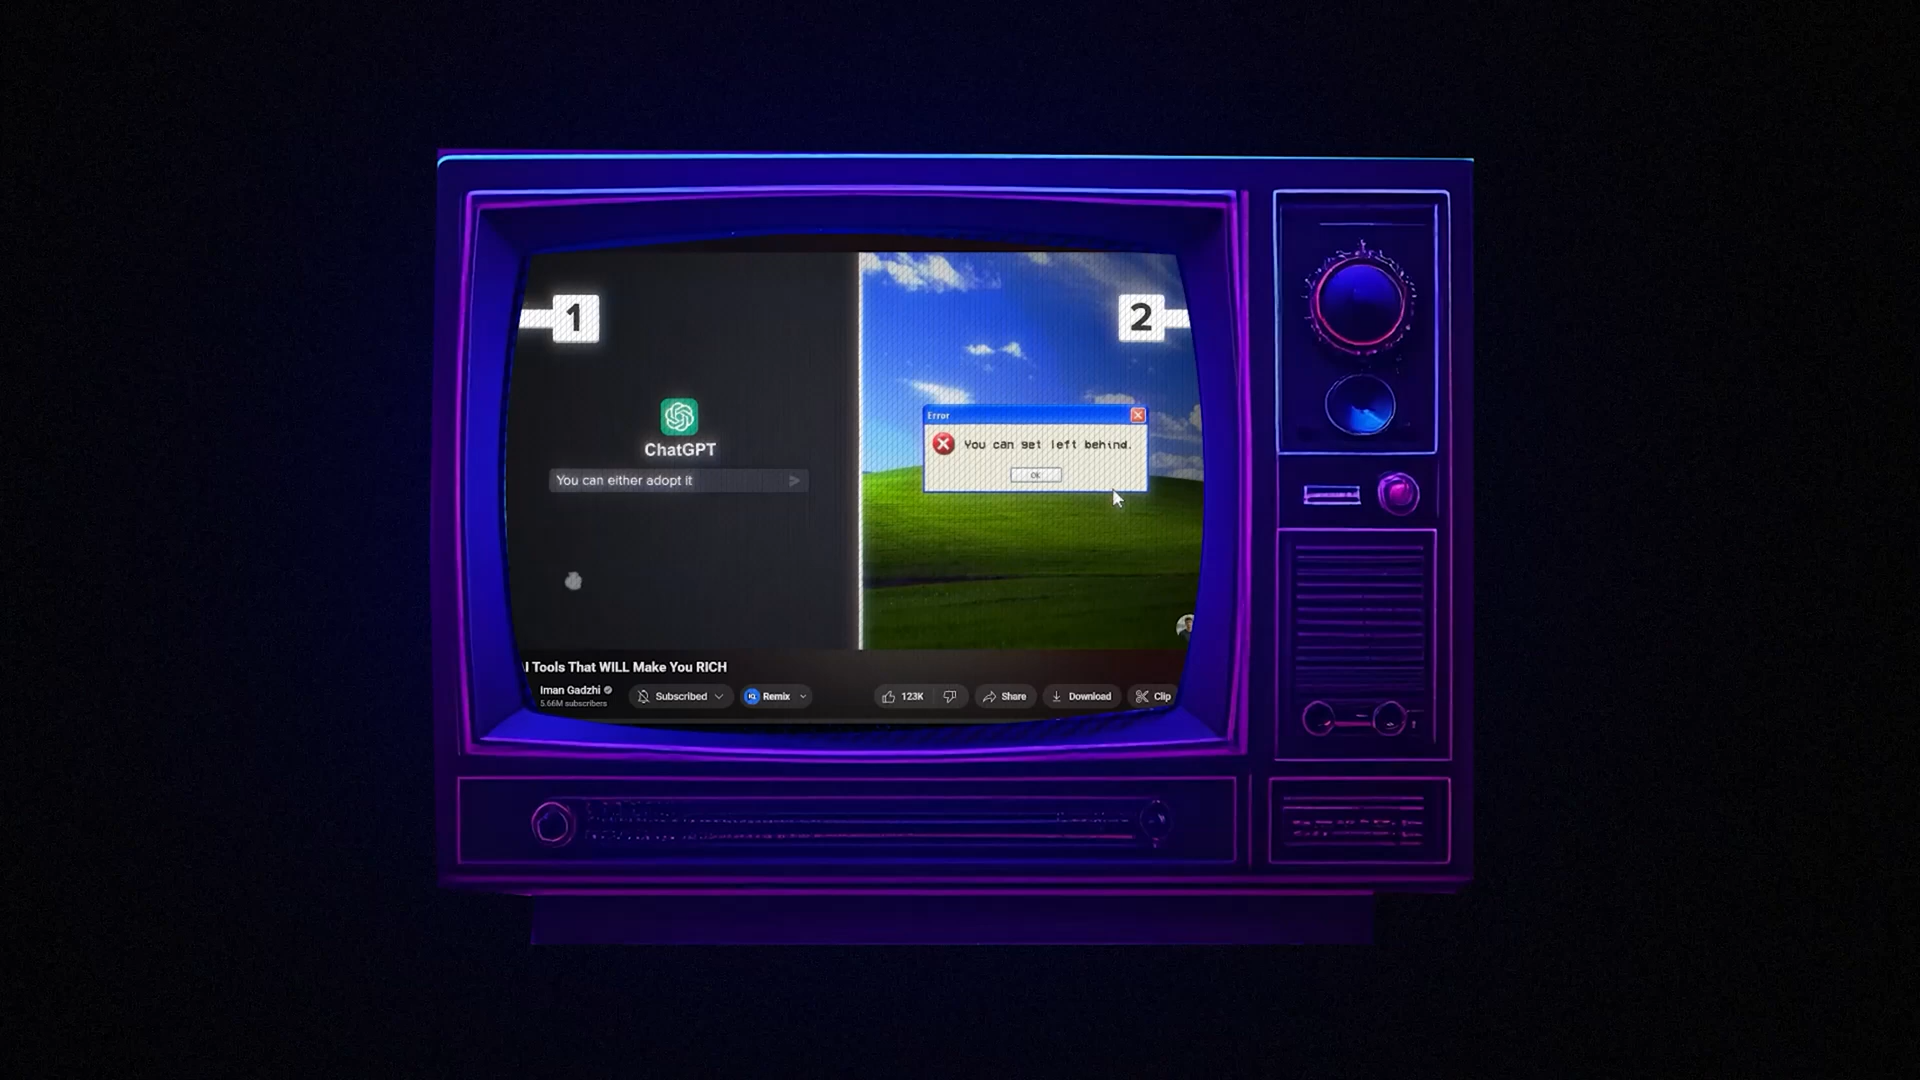 1
2
ChatGPT
You can either adopt it
Error
You can get left behind.
OK
I Tools That WILL Make You RICH
Iman Gadzhi
5.66M subscribers
Subscribed
Remix
123K
Share
Download
Clip